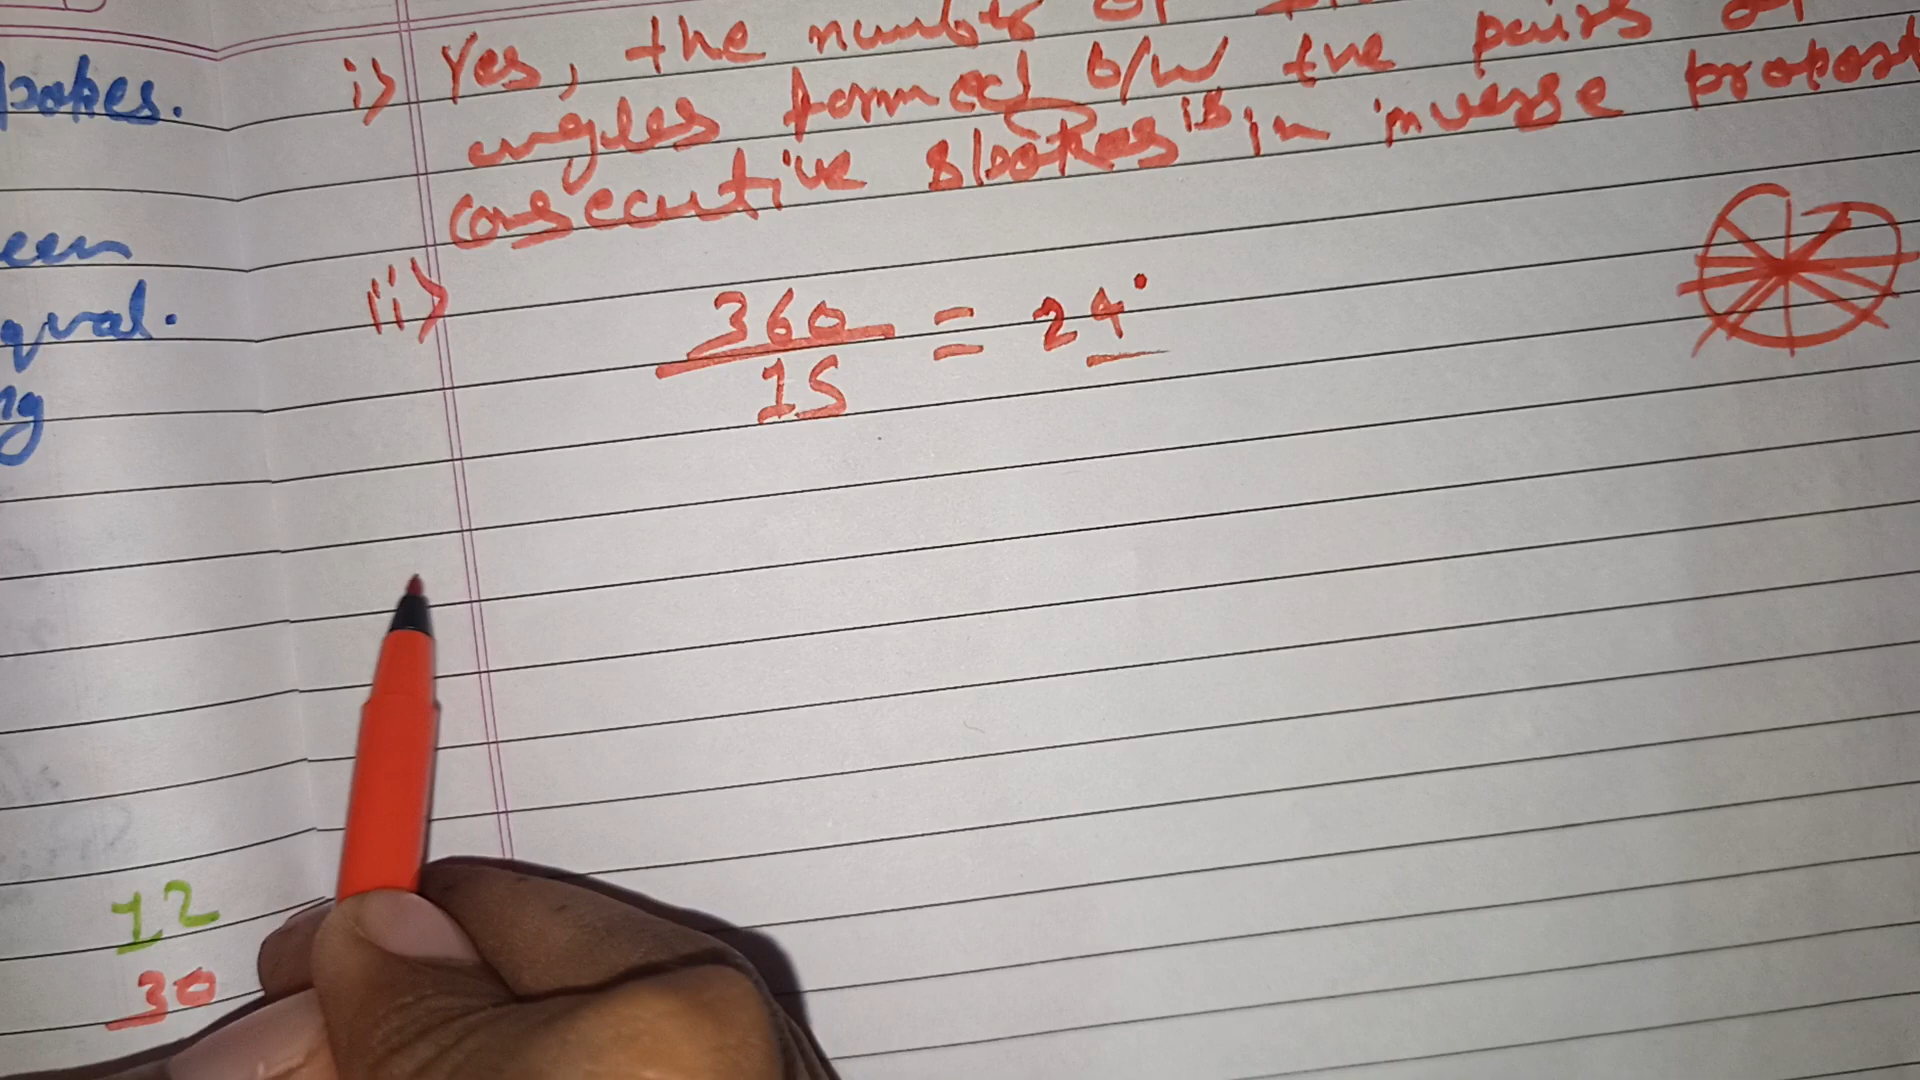 pokes.
een
qual.
ng
12
30
i) Yes, the number of
angles formed b/w the pairs of
consecutive spokes is in inverse proport
ii)
360
15
= 24°